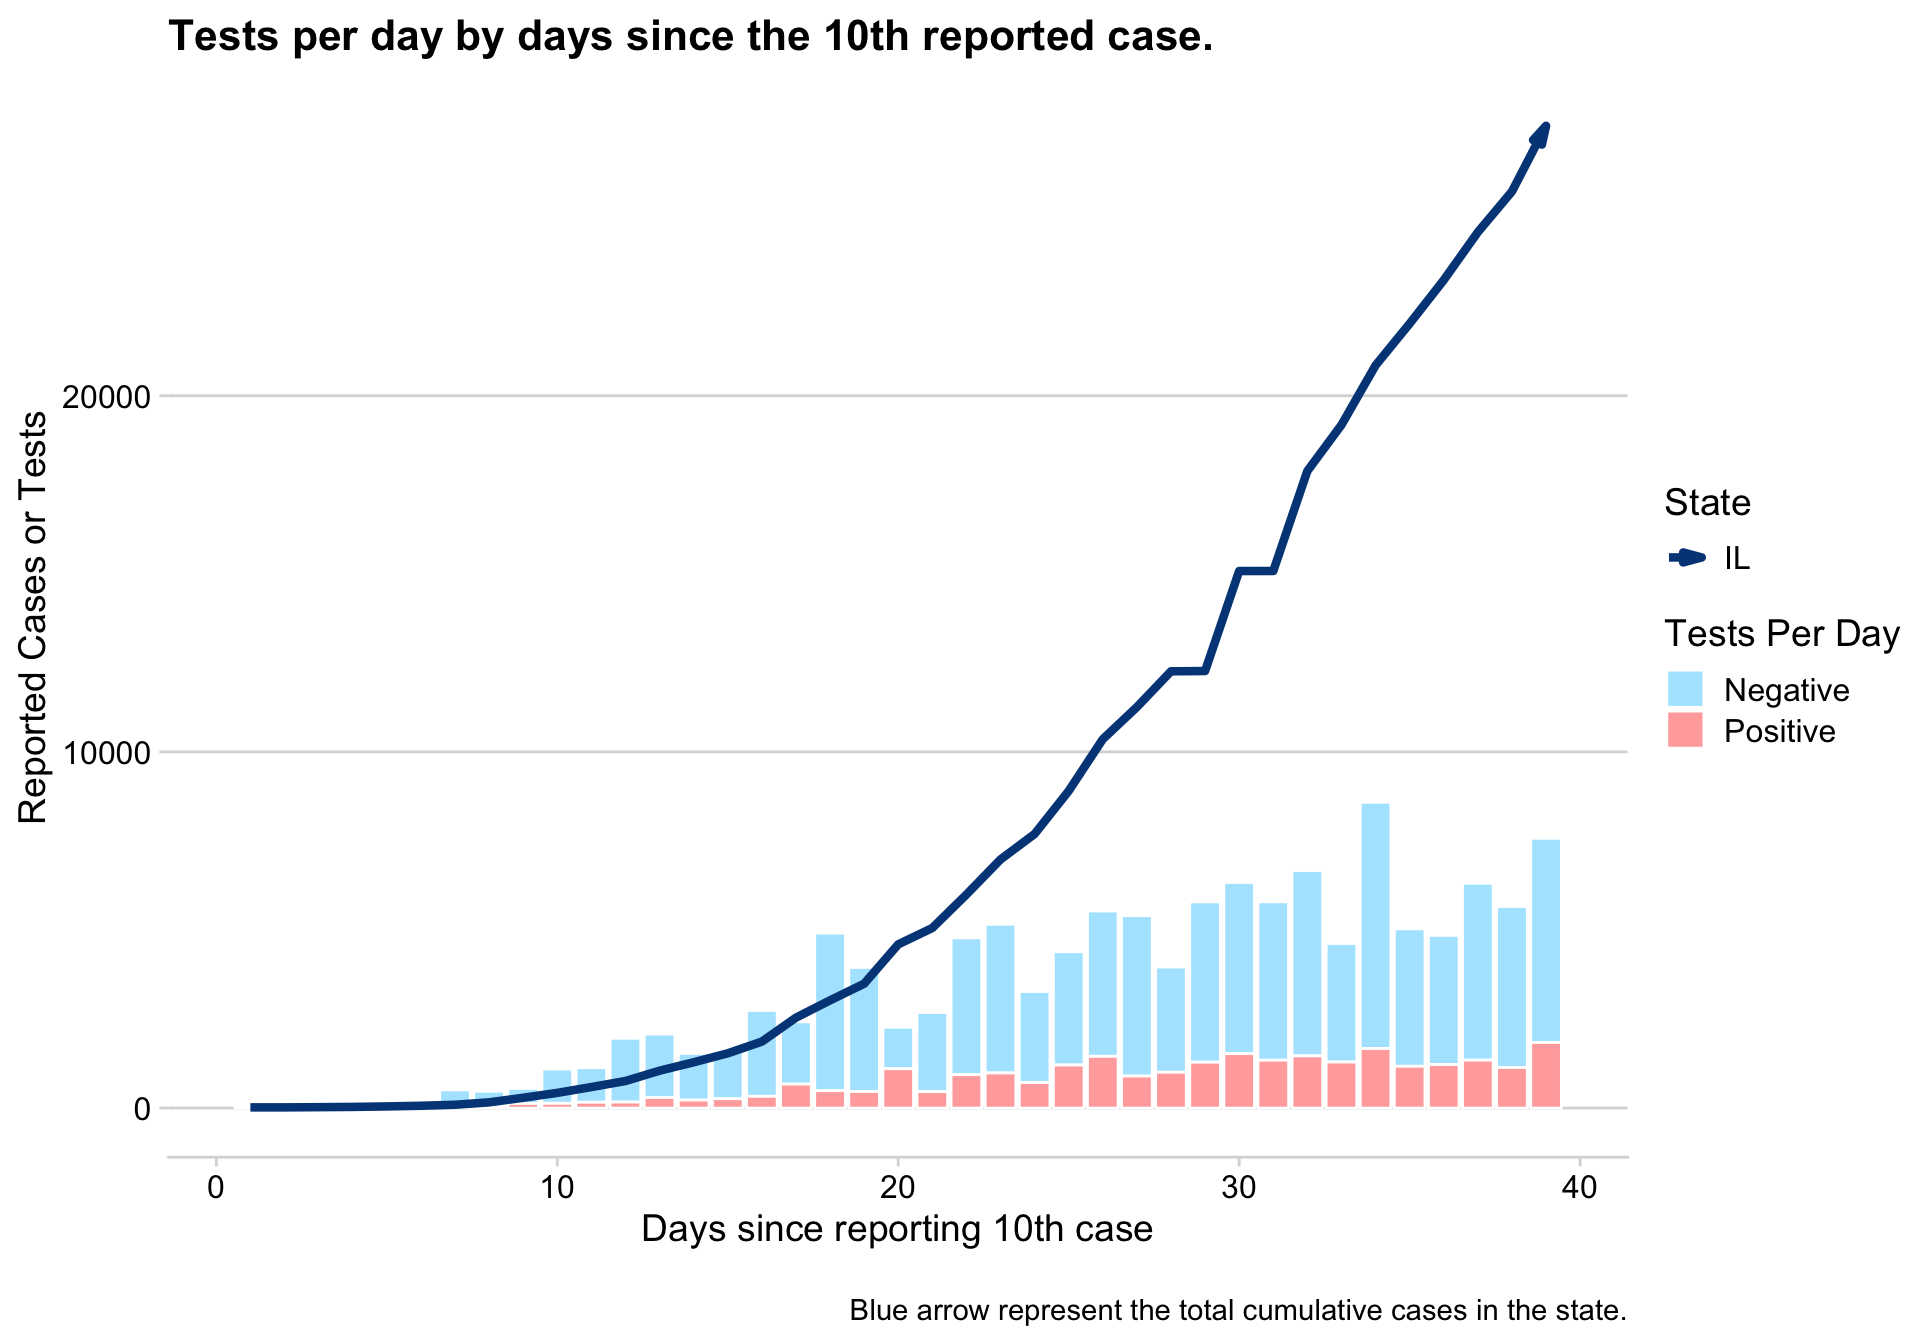 Tests per day by days since the 10th reported case.
Reported Cases or Tests
20000
10000
0
0 10 20 30 40
Days since reporting 10th case
State
IL
Tests Per Day
Negative
Positive
Blue arrow represent the total cumulative cases in the state.